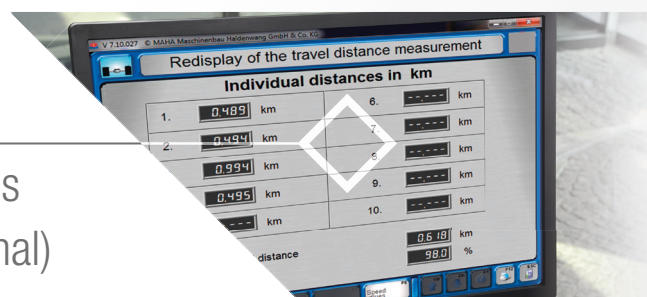 V 7.10.027 © MAHA Maschinenbau Haldenwang GmbH & Co. KG
Redisplay of the travel distance measurement
Individual distances in km
1. 0.489 km 6. --.--- km
2. 0.494 km 7. --.--- km
0.994 km 8. --.--- km
0.495 km 9. --.--- km
--- km 10. --.--- km
distance 0.618 km
98.0 %
s
nal)
Speed